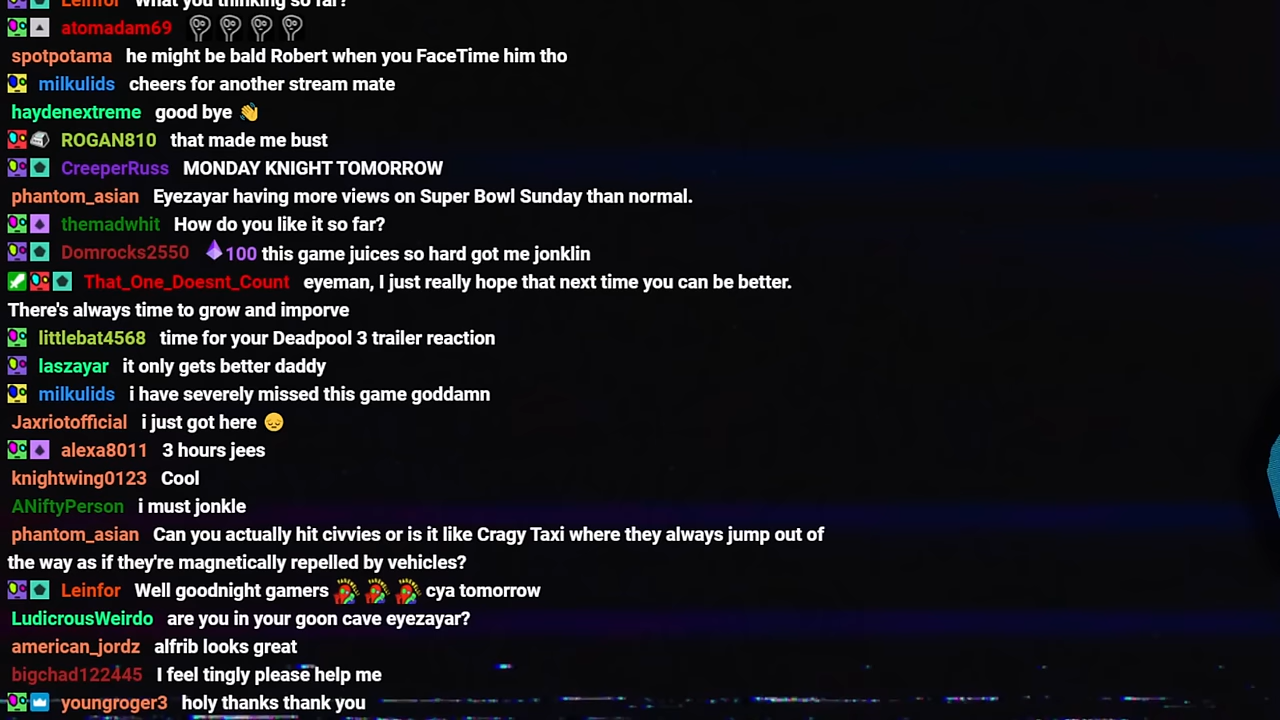 Leinfor What you thinking so far?
atomadam69
spotpotama he might be bald Robert when you FaceTime him tho
milkulids cheers for another stream mate
haydenextreme good bye 👋
ROGAN810 that made me bust
CreeperRuss MONDAY KNIGHT TOMORROW
phantom_asian Eyezayar having more views on Super Bowl Sunday than normal.
themadwhit How do you like it so far?
Domrocks2550 100 this game juices so hard got me jonklin
That_One_Doesnt_Count eyeman, I just really hope that next time you can be better.
There's always time to grow and imporve
littlebat4568 time for your Deadpool 3 trailer reaction
laszayar it only gets better daddy
milkulids i have severely missed this game goddamn
Jaxriotofficial i just got here 😔
alexa8011 3 hours jees
knightwing0123 Cool
ANiftyPerson i must jonkle
phantom_asian Can you actually hit civvies or is it like Cragy Taxi where they always jump out of
the way as if they're magnetically repelled by vehicles?
Leinfor Well goodnight gamers cya tomorrow
LudicrousWeirdo are you in your goon cave eyezayar?
american_jordz alfrib looks great
bigchad122445 I feel tingly please help me
youngroger3 holy thanks thank you